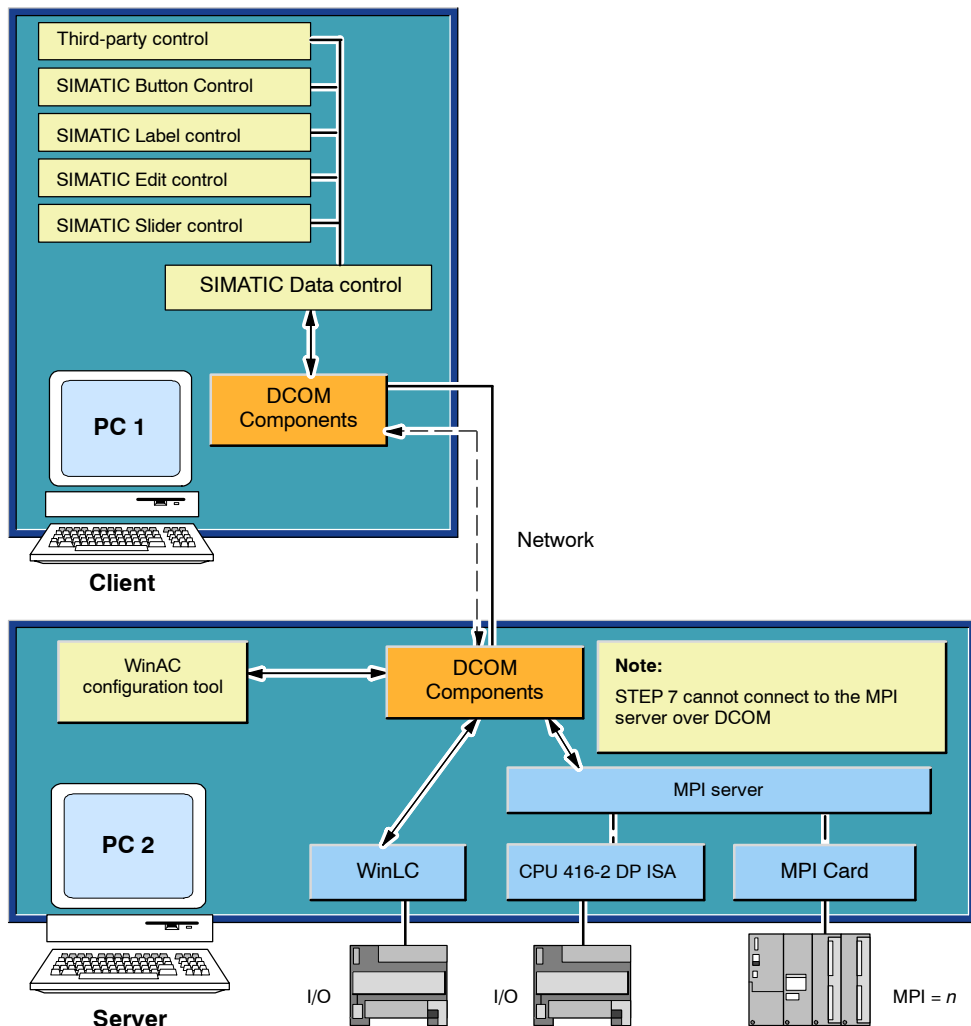 Third-party control
SIMATIC Button Control
SIMATIC Label control
SIMATIC Edit control
SIMATIC Slider control
SIMATIC Data control
DCOM
Components
PC 1
Client
Network
WinAC
configuration tool
DCOM
Components
Note:
STEP 7 cannot connect to the MPI
server over DCOM
MPI server
PC 2
WinLC
CPU 416-2 DP ISA
MPI Card
Server
I/O
I/O
MPI = n